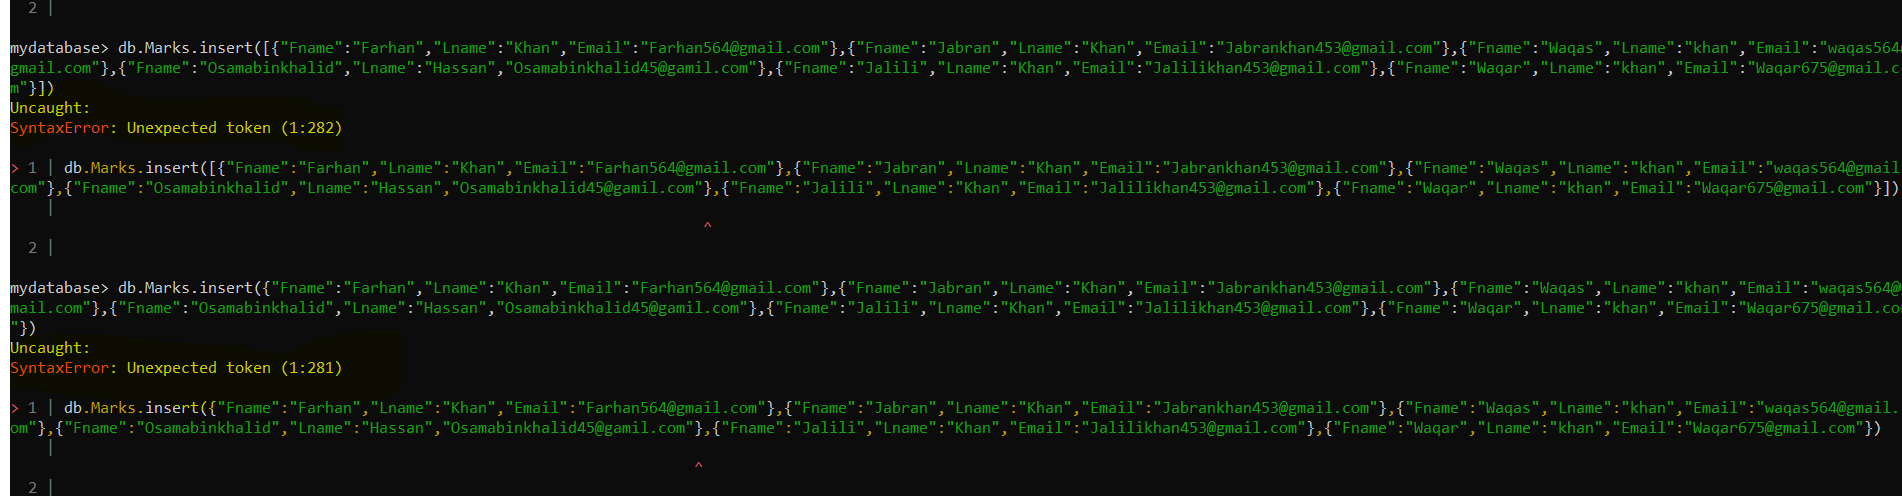 2 |
mydatabase> db.Marks.insert([{"Fname":"Farhan","Lname":"Khan","Email":"Farhan564@gmail.com"},{"Fname":"Jabran","Lname":"Khan","Email":"Jabrankhan453@gmail.com"},{"Fname":"Waqas","Lname":"khan","Email":"waqas564@
gmail.com"},{"Fname":"Osamabinkhalid","Lname":"Hassan","Osamabinkhalid45@gamil.com"},{"Fname":"Jalili","Lname":"Khan","Email":"Jalilikhan453@gmail.com"},{"Fname":"Waqar","Lname":"khan","Email":"Waqar675@gmail.c
m"}])
Uncaught:
SyntaxError: Unexpected token (1:282)
> 1 | db.Marks.insert([{"Fname":"Farhan","Lname":"Khan","Email":"Farhan564@gmail.com"},{"Fname":"Jabran","Lname":"Khan","Email":"Jabrankhan453@gmail.com"},{"Fname":"Waqas","Lname":"khan","Email":"waqas564@gmail
com"},{"Fname":"Osamabinkhalid","Lname":"Hassan","Osamabinkhalid45@gamil.com"},{"Fname":"Jalili","Lname":"Khan","Email":"Jalilikhan453@gmail.com"},{"Fname":"Waqar","Lname":"khan","Email":"Waqar675@gmail.com"}])
|
^
2 |
mydatabase> db.Marks.insert({"Fname":"Farhan","Lname":"Khan","Email":"Farhan564@gmail.com"},{"Fname":"Jabran","Lname":"Khan","Email":"Jabrankhan453@gmail.com"},{"Fname":"Waqas","Lname":"khan","Email":"waqas564@
mail.com"},{"Fname":"Osamabinkhalid","Lname":"Hassan","Osamabinkhalid45@gamil.com"},{"Fname":"Jalili","Lname":"Khan","Email":"Jalilikhan453@gmail.com"},{"Fname":"Waqar","Lname":"khan","Email":"Waqar675@gmail.co
"})
Uncaught:
SyntaxError: Unexpected token (1:281)
> 1 | db.Marks.insert({"Fname":"Farhan","Lname":"Khan","Email":"Farhan564@gmail.com"},{"Fname":"Jabran","Lname":"Khan","Email":"Jabrankhan453@gmail.com"},{"Fname":"Waqas","Lname":"khan","Email":"waqas564@gmail.
om"},{"Fname":"Osamabinkhalid","Lname":"Hassan","Osamabinkhalid45@gamil.com"},{"Fname":"Jalili","Lname":"Khan","Email":"Jalilikhan453@gmail.com"},{"Fname":"Waqar","Lname":"khan","Email":"Waqar675@gmail.com"})
|
^
2 |